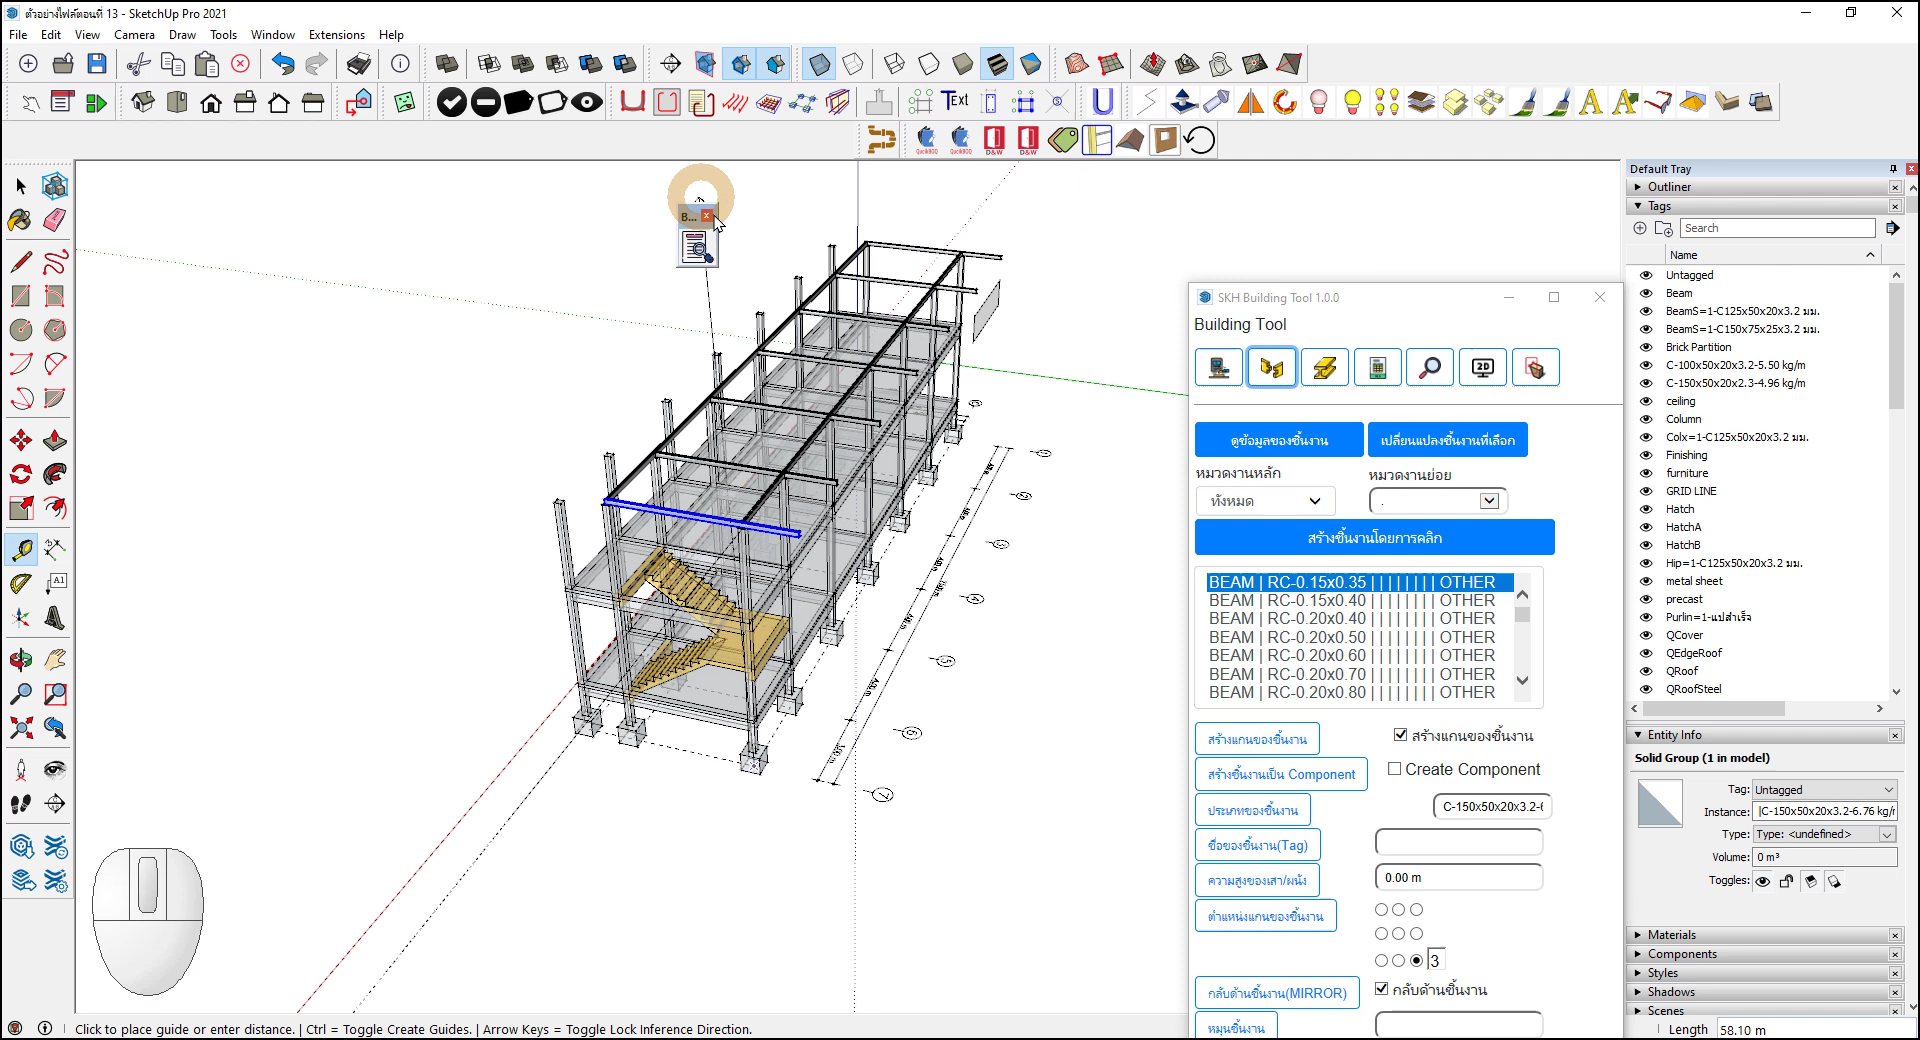 ตัวอย่างไฟล์ตอนที่ 13 - SketchUp Pro 2021
File Edit View Camera Draw Tools Window Extensions Help
Text
QuickBOQ QuickBOQ D&W D&W
B...
Default Tray
Outliner
Tags
Search
Name
Untagged
Beam
BeamS=1-C125x50x20x3.2 มม.
BeamS=1-C150x75x25x3.2 มม.
Brick Partition
C-100x50x20x3.2-5.50 kg/m
C-150x50x20x2.3-4.96 kg/m
ceiling
Column
Colx=1-C125x50x20x3.2 มม.
Finishing
furniture
GRID LINE
Hatch
HatchA
HatchB
Hip=1-C125x50x20x3.2 มม.
metal sheet
precast
Purlin=1-แปสำเร็จ
QCover
QEdgeRoof
QRoof
QRoofSteel
Entity Info
Solid Group (1 in model)
Tag: Untagged
Instance: |C-150x50x20x3.2-6.76 kg/r
Type: Type: <undefined>
Volume: 0 m³
Toggles:
Materials
Components
Styles
Shadows
Scenes
Length 58.10 m
SKH Building Tool 1.0.0
Building Tool
2D
ดูข้อมูลของชิ้นงาน เปลี่ยนแปลงชิ้นงานที่เลือก
หมวดงานหลัก หมวดงานย่อย
ทั้งหมด .
สร้างชิ้นงานโดยการคลิก
BEAM | RC-0.15x0.35 | | | | | | | | OTHER
BEAM | RC-0.15x0.40 | | | | | | | | OTHER
BEAM | RC-0.20x0.40 | | | | | | | | OTHER
BEAM | RC-0.20x0.50 | | | | | | | | OTHER
BEAM | RC-0.20x0.60 | | | | | | | | OTHER
BEAM | RC-0.20x0.70 | | | | | | | | OTHER
BEAM | RC-0.20x0.80 | | | | | | | | OTHER
สร้างแกนของชิ้นงาน สร้างแกนของชิ้นงาน
สร้างชิ้นงานเป็น Component Create Component
ประเภทของชิ้นงาน C-150x50x20x3.2-6
ชื่อของชิ้นงาน(Tag)
ความสูงของเสา/ผนัง 0.00 m
ตำแหน่งแกนของชิ้นงาน
3
กลับด้านชิ้นงาน(MIRROR) กลับด้านชิ้นงาน
หมุนชิ้นงาน
A1
4
5
6
7
Click to place guide or enter distance. | Ctrl = Toggle Create Guides. | Arrow Keys = Toggle Lock Inference Direction.